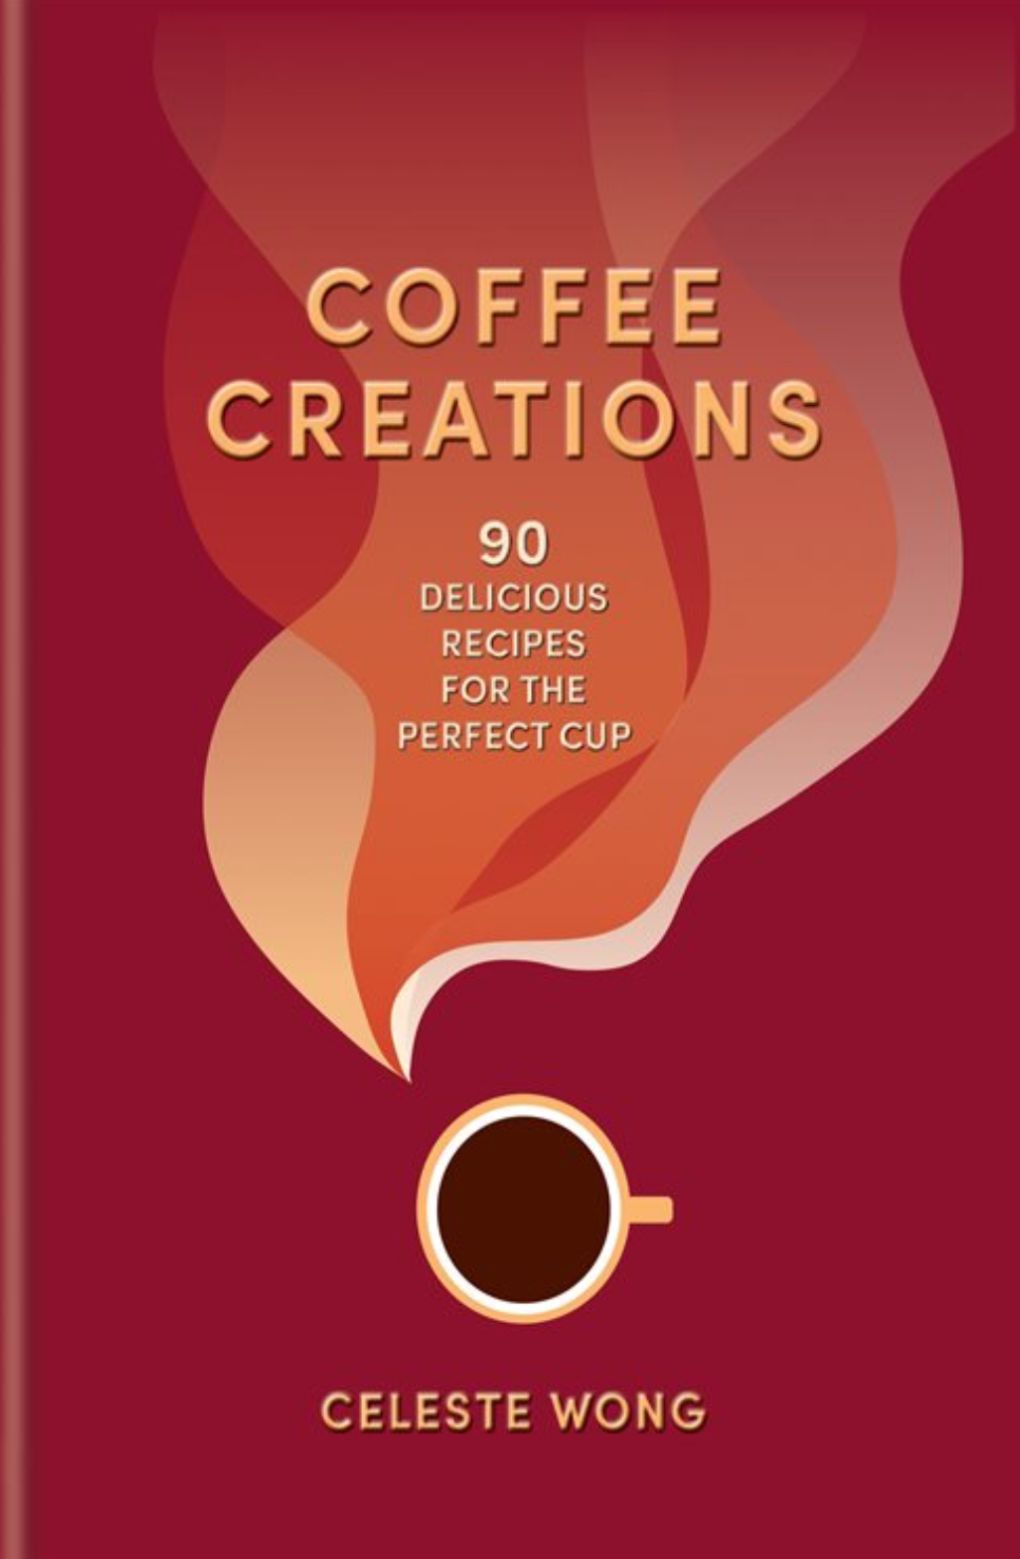 COFFEE
CREATIONS
90
DELICIOUS
RECIPES
FOR THE
PERFECT CUP
CELESTE WONG